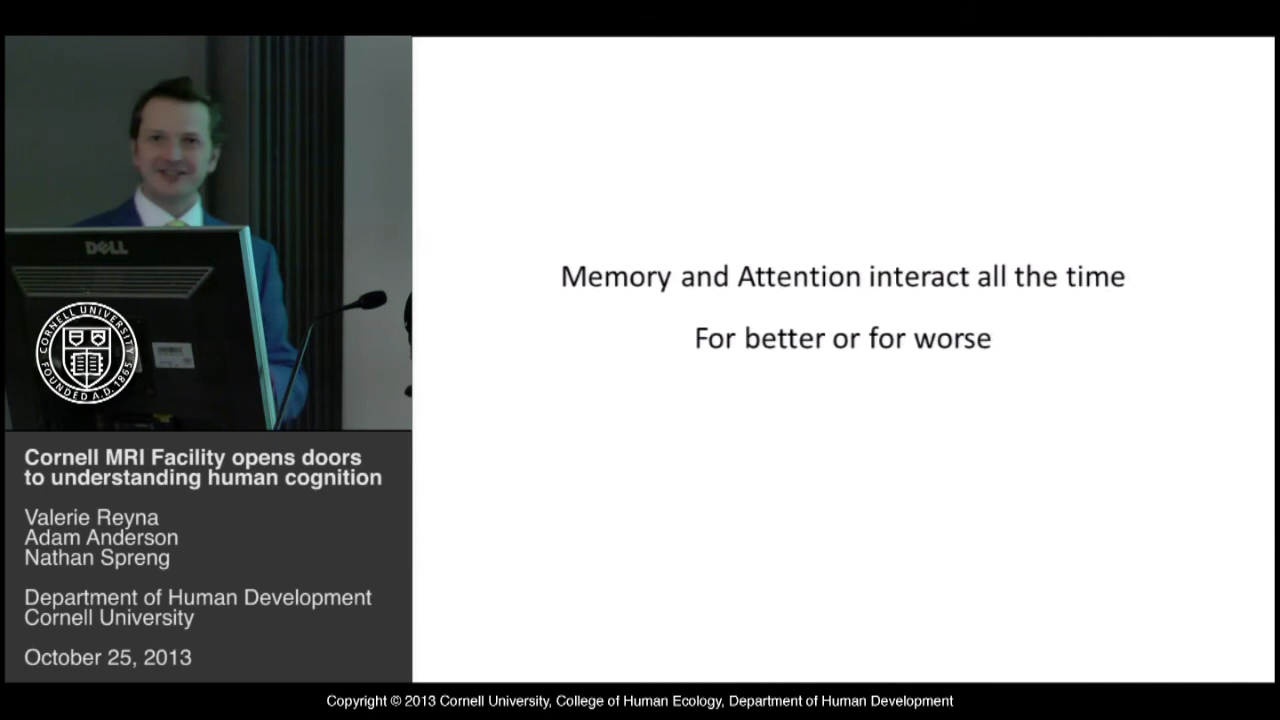 Memory and Attention interact all the time
For better or for worse
DELL
CORNELL UNIVERSITY
FOUNDED A.D. 1865
Cornell MRI Facility opens doors
to understanding human cognition
Valerie Reyna
Adam Anderson
Nathan Spreng
Department of Human Development
Cornell University
October 25, 2013
Copyright © 2013 Cornell University, College of Human Ecology, Department of Human Development